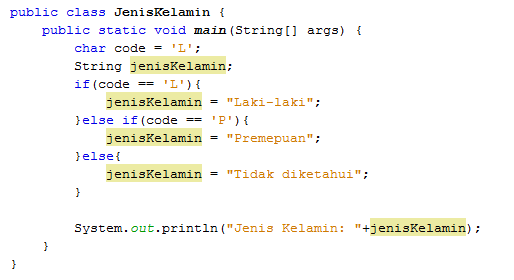 public class JenisKelamin {
    public static void main(String[] args) {
        char code = 'L';
        String jenisKelamin;
        if(code == 'L'){
            jenisKelamin = "Laki-laki";
        }else if(code == 'P'){
            jenisKelamin = "Premepuan";
        }else{
            jenisKelamin = "Tidak diketahui";
        }

        System.out.println("Jenis Kelamin: "+jenisKelamin);
    }
}